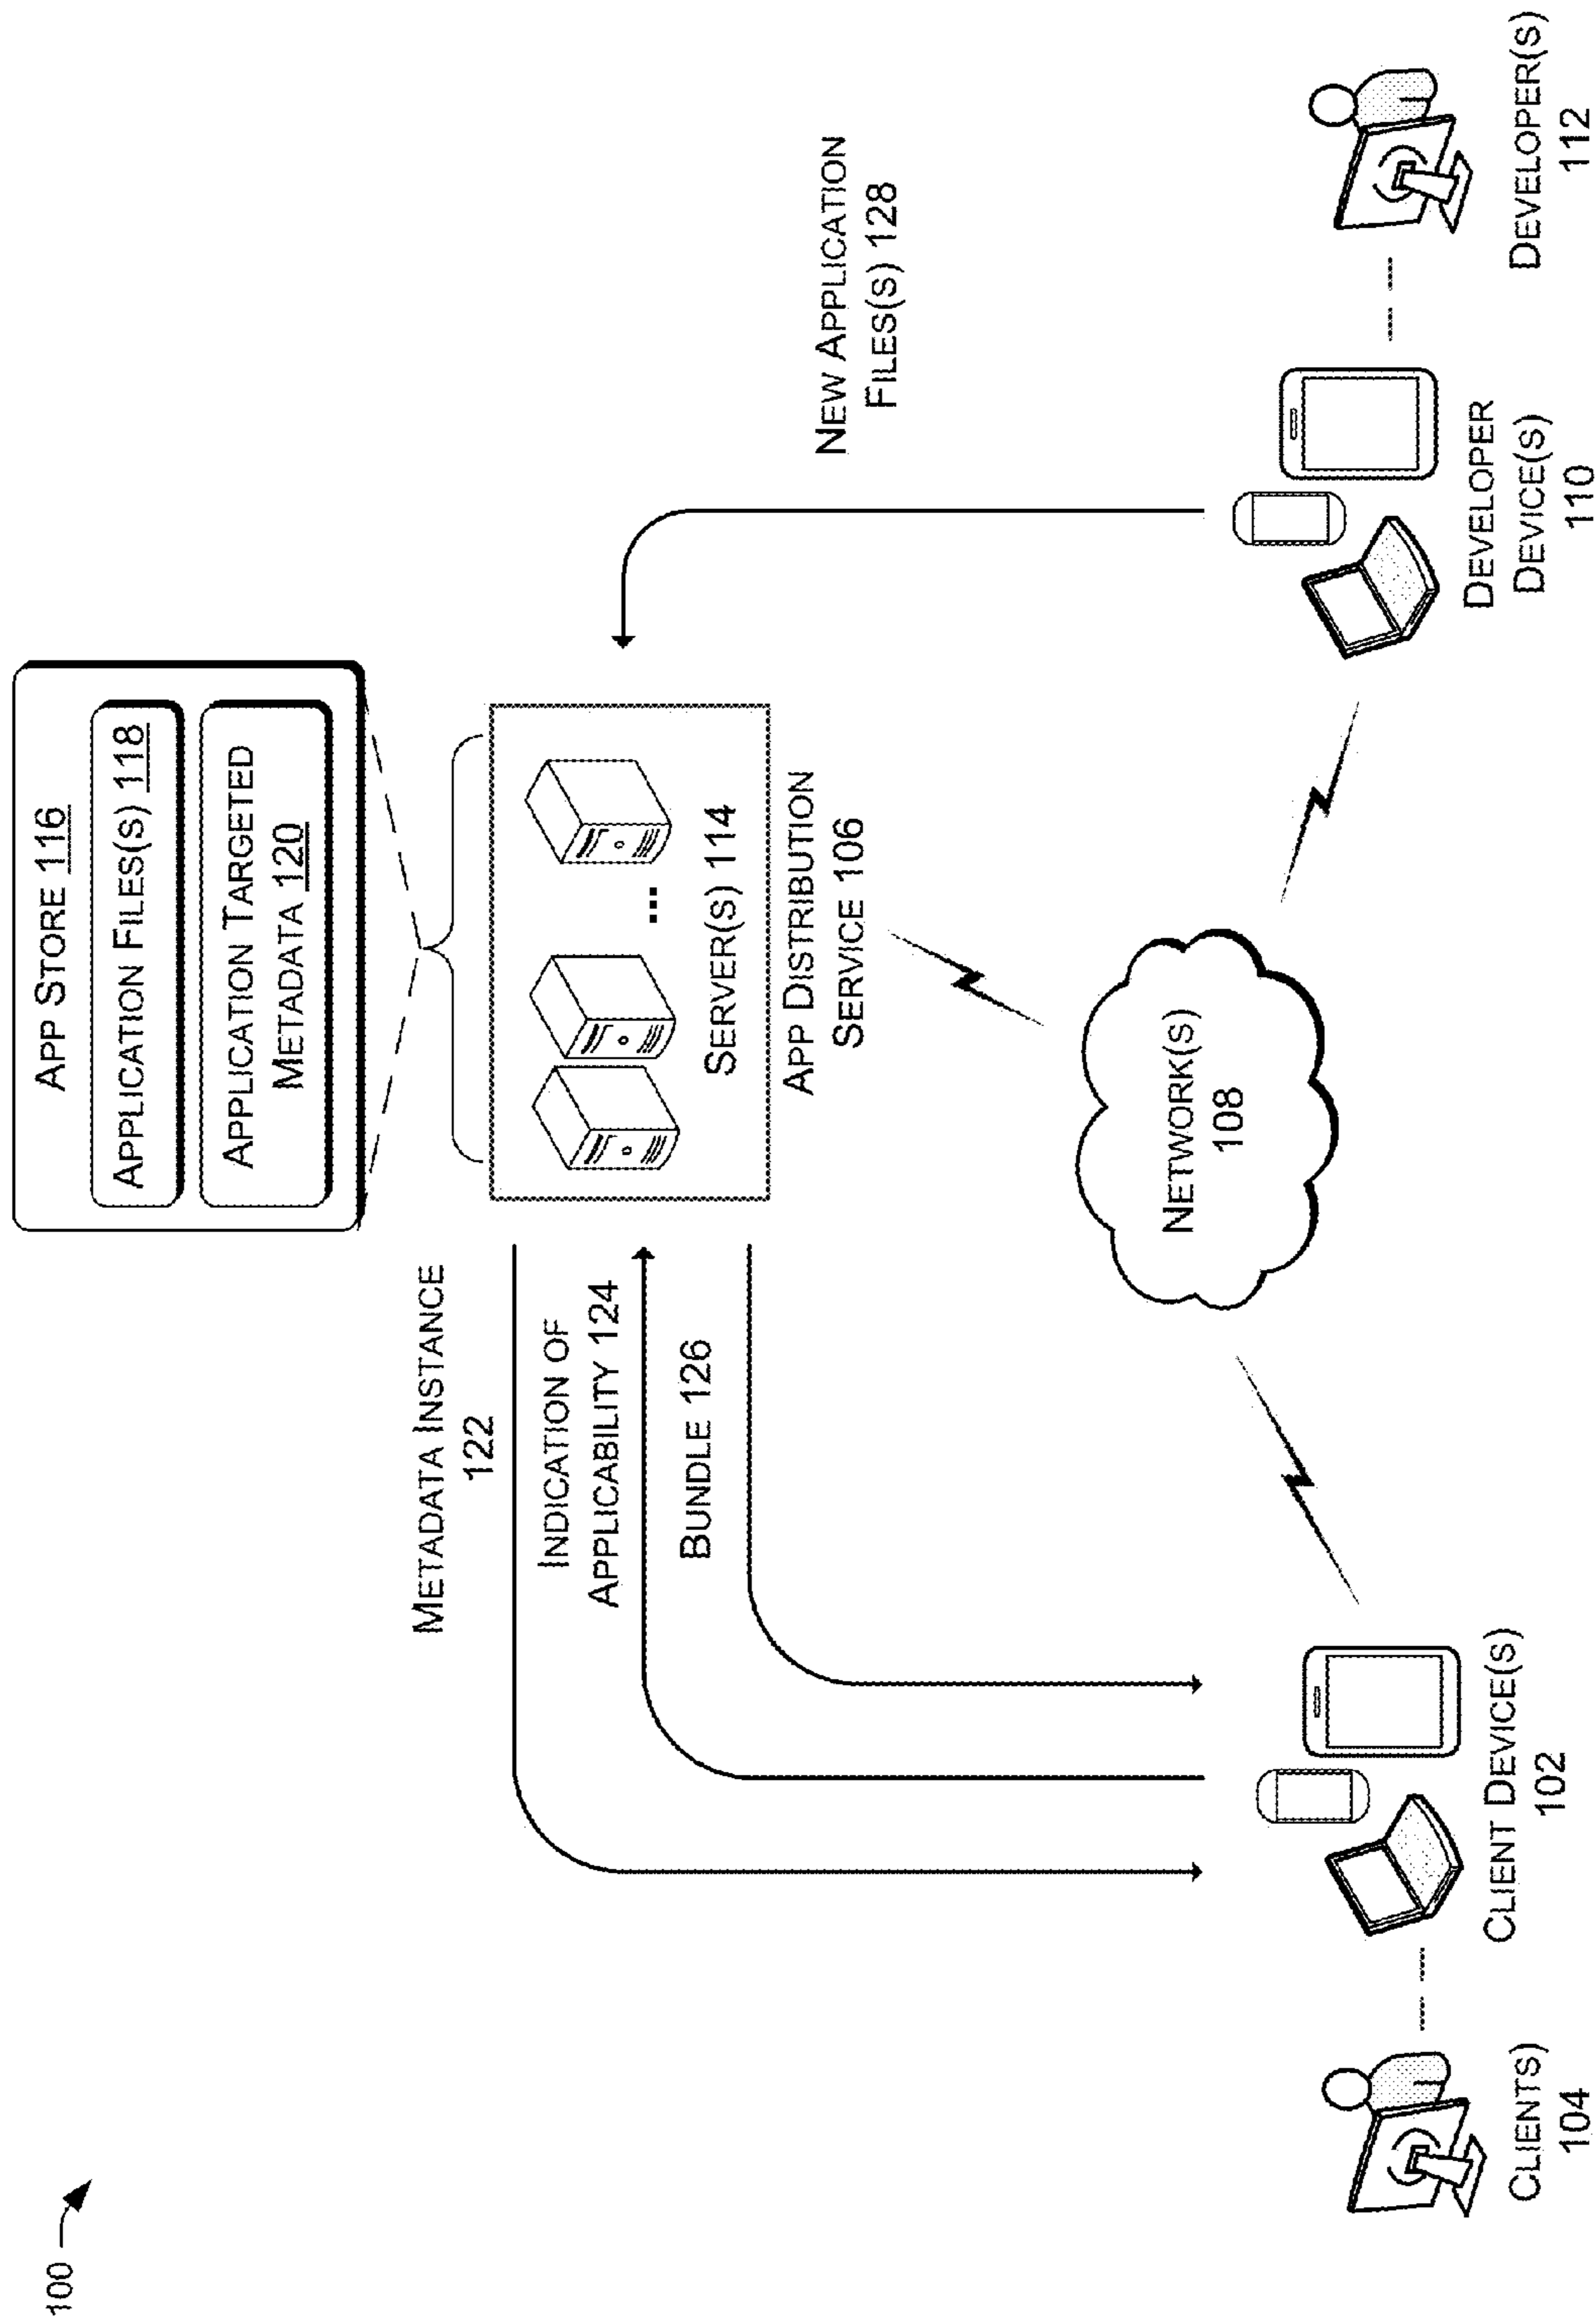 100
APP STORE 116
APPLICATION FILES(S) 118
APPLICATION TARGETED
METADATA 120
METADATA INSTANCE
122
INDICATION OF
APPLICABILITY 124
BUNDLE 126
SERVER(S) 114
...
APP DISTRIBUTION
SERVICE 106
NEW APPLICATION
FILES(S) 128
NETWORK(S)
108
CLIENTS)
104
CLIENT DEVICE(S)
102
DEVELOPER
DEVICE(S)
110
DEVELOPER(S)
112